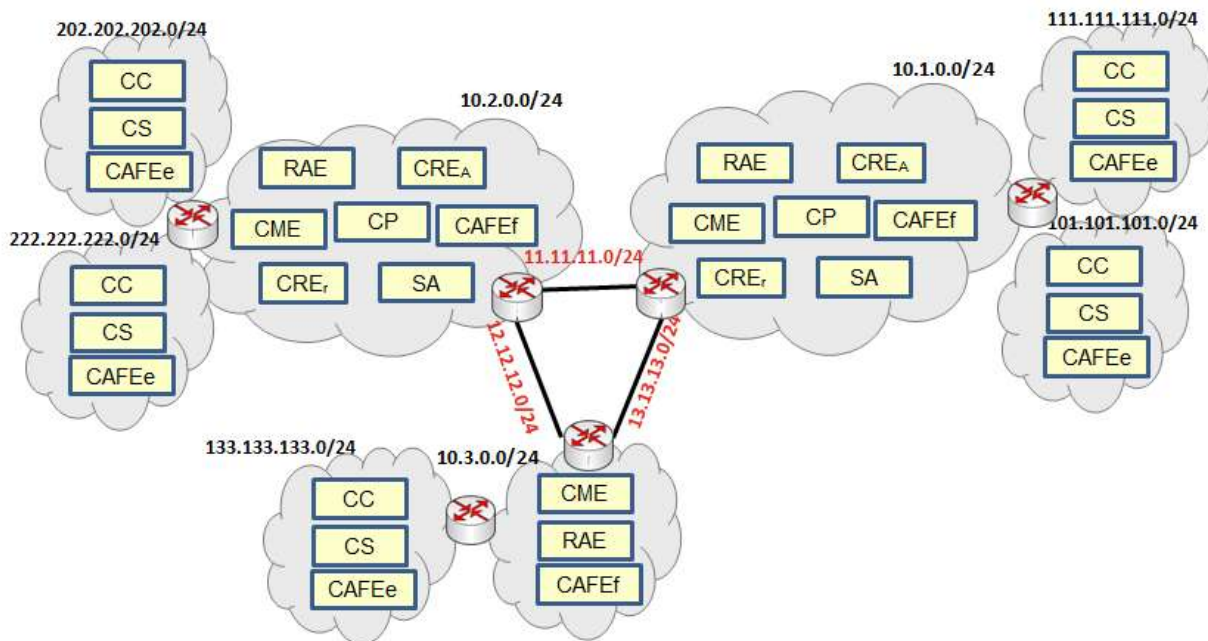 202.202.202.0/24
CC
CS
CAFEe
222.222.222.0/24
CC
CS
CAFEe
10.2.0.0/24
RAE
CREA
CME
CP
CAFEf
CREr
SA
11.11.11.0/24
12.12.12.0/24
13.13.13.0/24
10.1.0.0/24
RAE
CREA
CME
CP
CAFEf
CREr
SA
111.111.111.0/24
CC
CS
CAFEe
101.101.101.0/24
CC
CS
CAFEe
133.133.133.0/24
CC
CS
CAFEe
10.3.0.0/24
CME
RAE
CAFEf